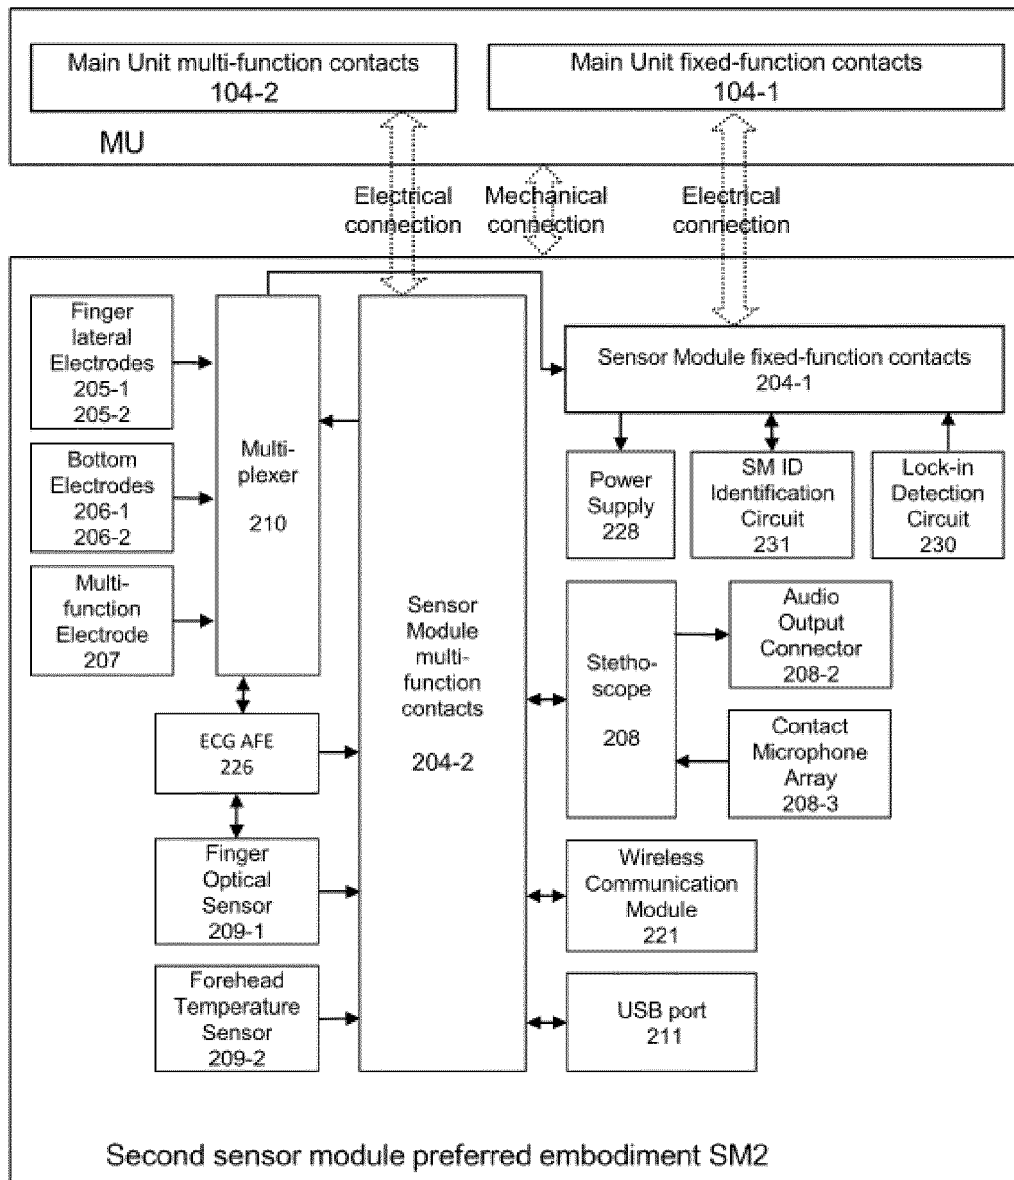 Main Unit multi-function contacts
104-2
Main Unit fixed-function contacts
104-1
MU
Electrical
connection
Mechanical
connection
Electrical
connection
Finger
lateral
Electrodes
205-1
205-2
Bottom
Electrodes
206-1
206-2
Multi-
function
Electrode
207
Multi-
plexer
210
ECG AFE
226
Finger
Optical
Sensor
209-1
Forehead
Temperature
Sensor
209-2
Sensor
Module
multi-
function
contacts
204-2
Sensor Module fixed-function contacts
204-1
Power
Supply
228
SM ID
Identification
Circuit
231
Lock-in
Detection
Circuit
230
Stetho-
scope
208
Audio
Output
Connector
208-2
Contact
Microphone
Array
208-3
Wireless
Communication
Module
221
USB port
211
Second sensor module preferred embodiment SM2